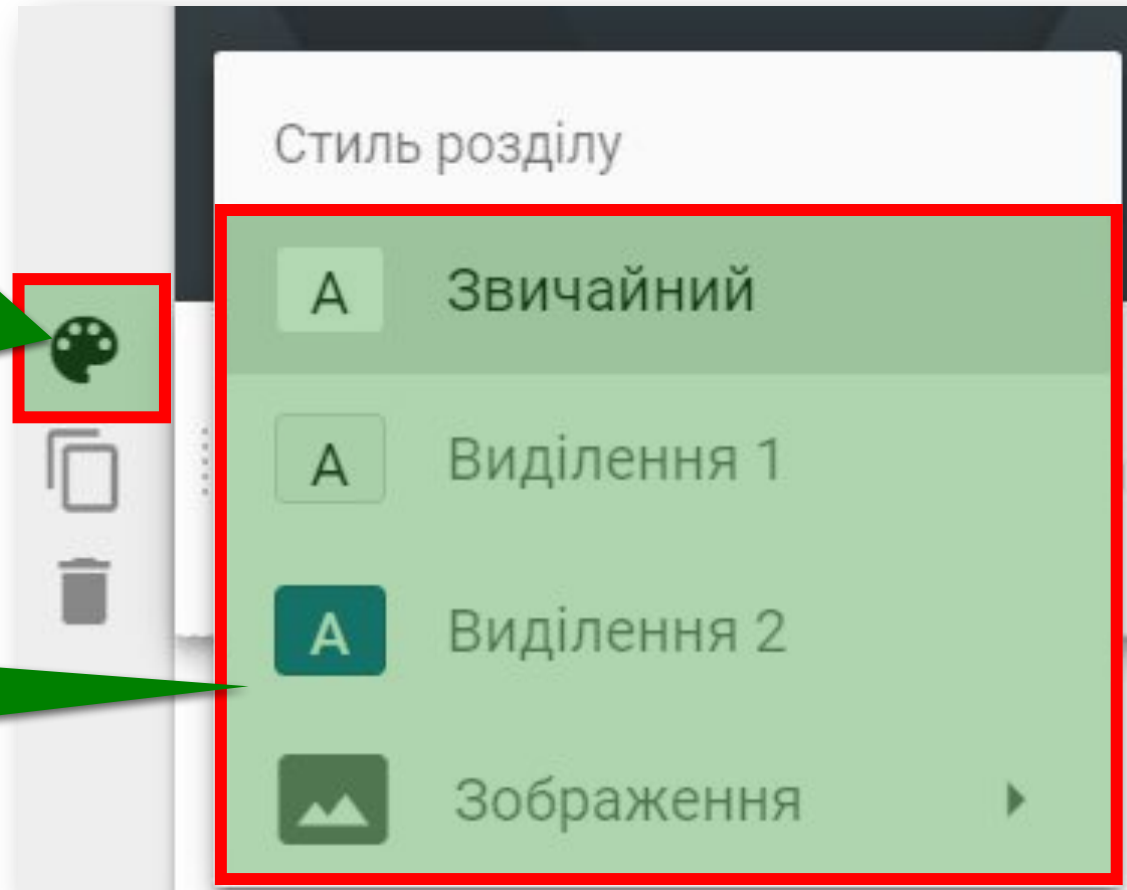 Стиль розділу
A Звичайний
A Виділення 1
A Виділення 2
Зображення